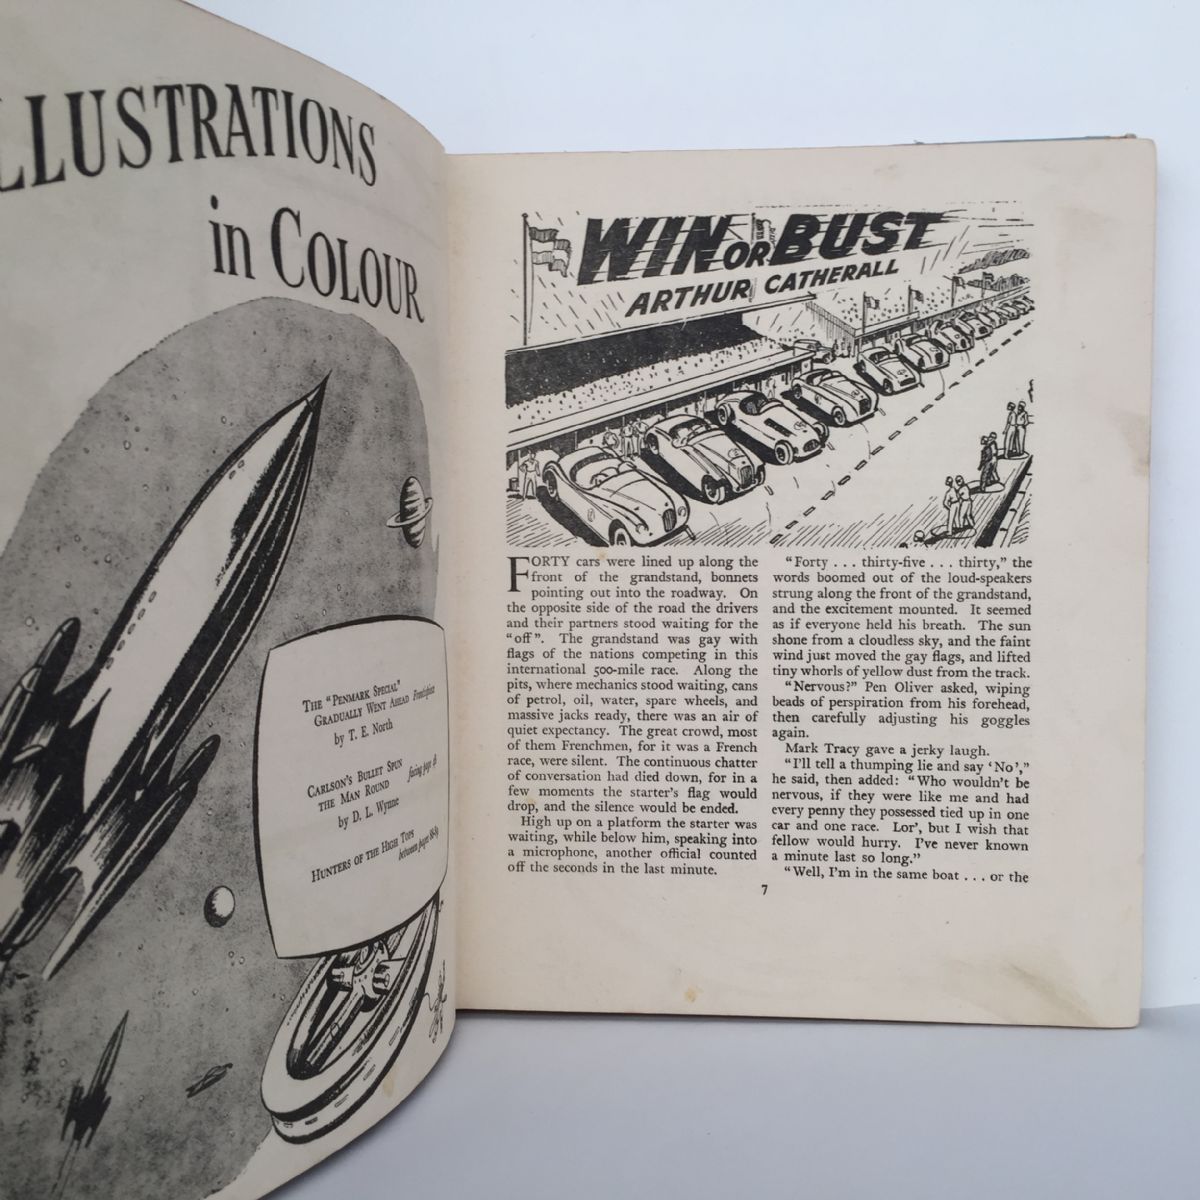 ILLUSTRATIONS
in COLOUR
THE "PENMARK SPECIAL"
GRADUALLY WENT AHEAD Frontispiece
by T. E. North
CARLSON'S BULLET SPUN
THE MAN ROUND facing page 48
by D. L. Wynne
HUNTERS OF THE HIGH TOPS
between pages 88-89
WIN OR BUST
ARTHUR CATHERALL
FORTY cars were lined up along the
front of the grandstand, bonnets
pointing out into the roadway. On
the opposite side of the road the drivers
and their partners stood waiting for the
"off". The grandstand was gay with
flags of the nations competing in this
international 500-mile race. Along the
pits, where mechanics stood waiting, cans
of petrol, oil, water, spare wheels, and
massive jacks ready, there was an air of
quiet expectancy. The great crowd, most
of them Frenchmen, for it was a French
race, were silent. The continuous chatter
of conversation had died down, for in a
few moments the starter's flag would
drop, and the silence would be ended.
High up on a platform the starter was
waiting, while below him, speaking into
a microphone, another official counted
off the seconds in the last minute.
"Forty . . . thirty-five . . . thirty," the
words boomed out of the loud-speakers
strung along the front of the grandstand,
and the excitement mounted. It seemed
as if everyone held his breath. The sun
shone from a cloudless sky, and the faint
wind just moved the gay flags, and lifted
tiny whorls of yellow dust from the track.
"Nervous?" Pen Oliver asked, wiping
beads of perspiration from his forehead,
then carefully adjusting his goggles
again.
Mark Tracy gave a jerky laugh.
"I'll tell a thumping lie and say 'No',"
he said, then added: "Who wouldn't be
nervous, if they were like me and had
every penny they possessed tied up in one
car and one race. Lor', but I wish that
fellow would hurry. I've never known
a minute last so long."
"Well, I'm in the same boat . . . or the
7